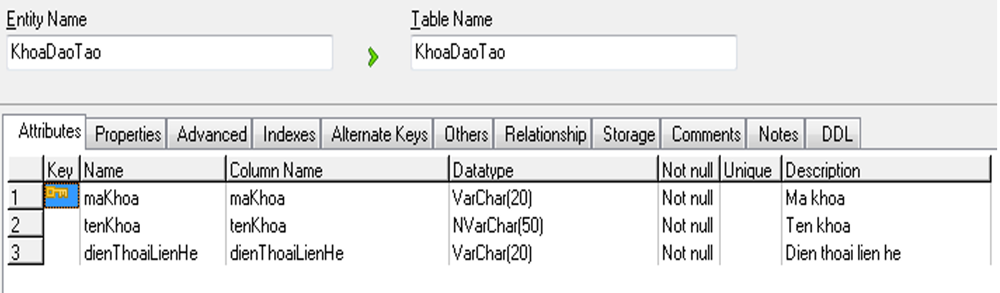 Entity Name Table Name
KhoaDaoTao KhoaDaoTao
Attributes Properties Advanced Indexes Alternate Keys Others Relationship Storage Comments Notes DDL
Key Name Column Name Datatype Not null Unique Description
1 maKhoa maKhoa VarChar(20) Not null Ma khoa
2 tenKhoa tenKhoa NVarChar(50) Not null Ten khoa
3 dienThoaiLienHe dienThoaiLienHe VarChar(20) Not null Dien thoai lien he